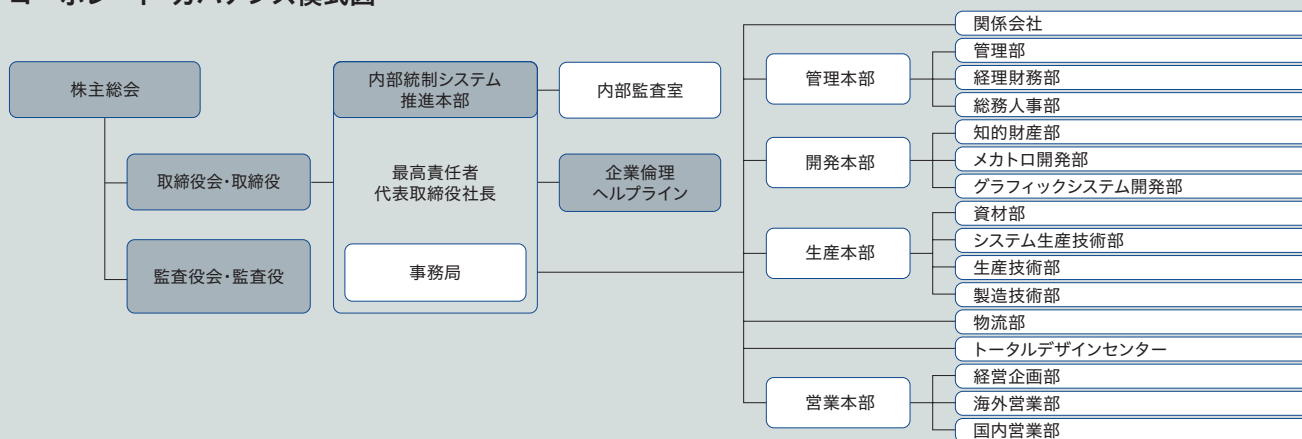 コーポレート・ガバナンス模式図
株主総会
取締役会・取締役
監査役会・監査役
内部統制システム
推進本部
最高責任者
代表取締役社長
事務局
内部監査室
企業倫理
ヘルプライン
管理本部
開発本部
生産本部
営業本部
関係会社
管理部
経理財務部
総務人事部
知的財産部
メカトロ開発部
グラフィックシステム開発部
資材部
システム生産技術部
生産技術部
製造技術部
物流部
トータルデザインセンター
経営企画部
海外営業部
国内営業部